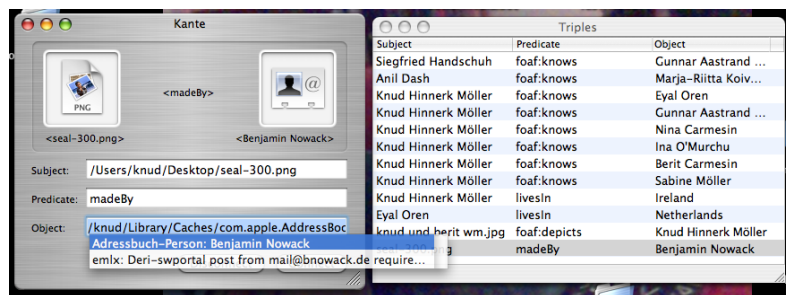 Kante
PNG
<madeBy>
@
<seal-300.png>
<Benjamin Nowack>
Subject: /Users/knud/Desktop/seal-300.png
Predicate: madeBy
Object: /knud/Library/Caches/com.apple.AddressBoo
Adressbuch-Person: Benjamin Nowack
emlx: Deri-swportal post from mail@bnowack.de require...
Triples
Subject Predicate Object
Siegfried Handschuh foaf:knows Gunnar Aastrand ...
Anil Dash foaf:knows Marja-Riitta Koiv...
Knud Hinnerk Möller foaf:knows Eyal Oren
Knud Hinnerk Möller foaf:knows Gunnar Aastrand ...
Knud Hinnerk Möller foaf:knows Nina Carmesin
Knud Hinnerk Möller foaf:knows Ina O'Murchu
Knud Hinnerk Möller foaf:knows Berit Carmesin
Knud Hinnerk Möller foaf:knows Sabine Möller
Knud Hinnerk Möller livesIn Ireland
Eyal Oren livesIn Netherlands
knud und berit wm.jpg foaf:depicts Knud Hinnerk Möller
seal-300.png madeBy Benjamin Nowack